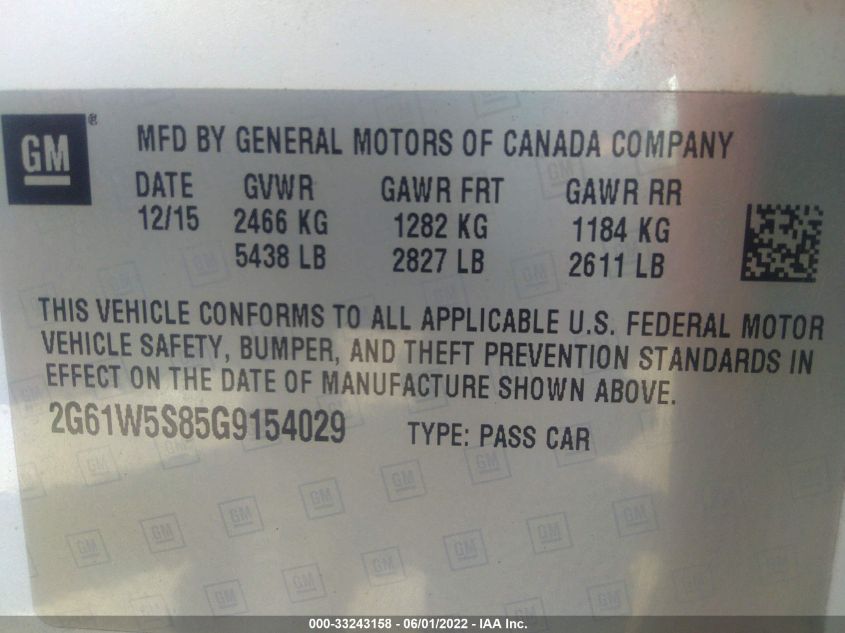 GM® MFD BY GENERAL MOTORS OF CANADA COMPANY
DATE GVWR GAWR FRT GAWR RR
12/15 2466 KG 1282 KG 1184 KG
5438 LB 2827 LB 2611 LB
THIS VEHICLE CONFORMS TO ALL APPLICABLE U.S. FEDERAL MOTOR
VEHICLE SAFETY, BUMPER, AND THEFT PREVENTION STANDARDS IN
EFFECT ON THE DATE OF MANUFACTURE SHOWN ABOVE.
2G61W5S85G9154029 TYPE: PASS CAR
000-33243158 - 06/01/2022 - IAA Inc.